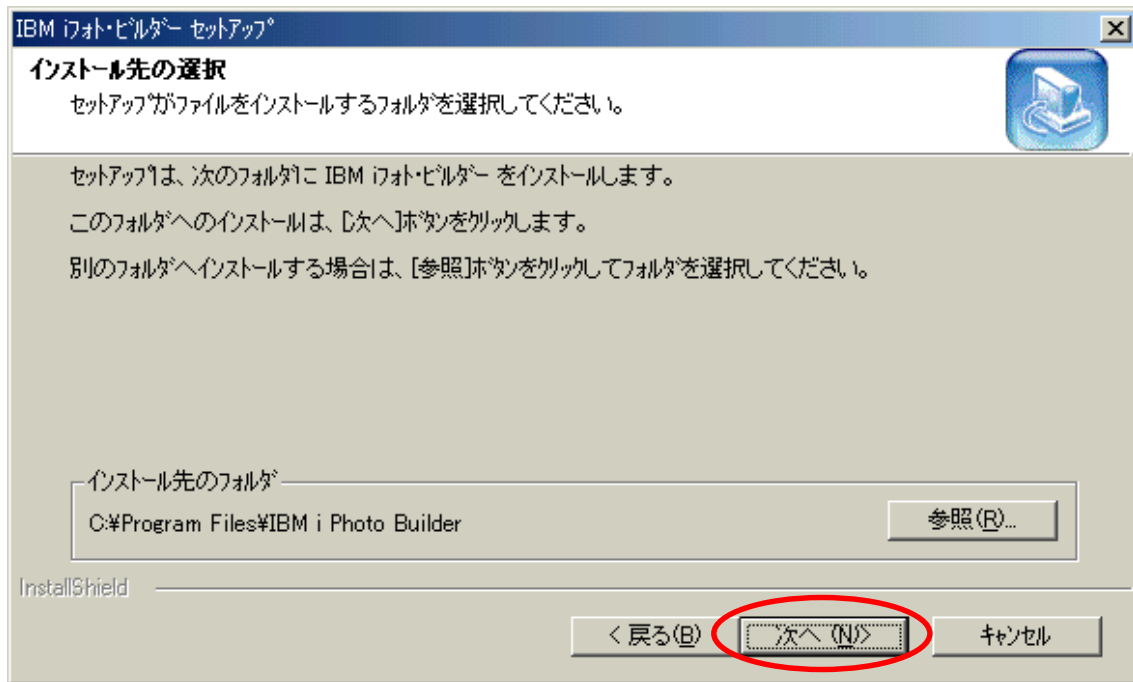 IBM iフォト・ビルダー セットアップ
インストール先の選択
セットアップがファイルをインストールするフォルダを選択してください。
セットアップは、次のフォルダに IBM iフォト・ビルダー をインストールします。
このフォルダへのインストールは、[次へ]ボタンをクリックします。
別のフォルダへインストールする場合は、[参照]ボタンをクリックしてフォルダを選択してください。
インストール先のフォルダ
C:¥Program Files¥IBM i Photo Builder
参照(R)...
InstallShield
< 戻る(B)
次へ (N)>
キャンセル